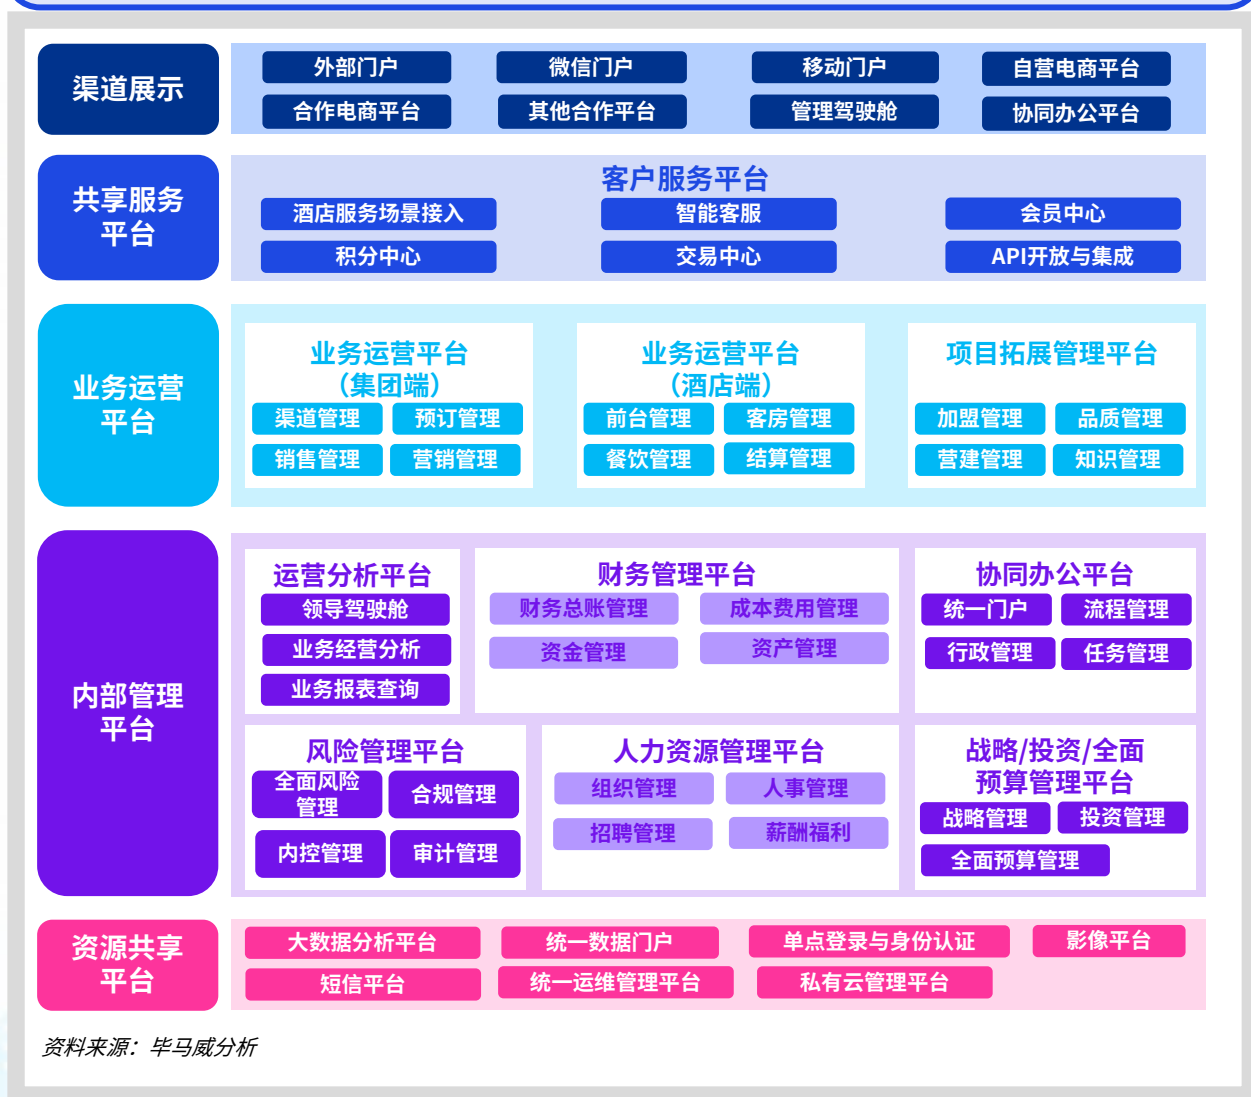 渠道展示
外部门户
微信门户
移动门户
自营电商平台
合作电商平台
其他合作平台
管理驾驶舱
协同办公平台
共享服务
平台
客户服务平台
酒店服务场景接入
智能客服
会员中心
积分中心
交易中心
API开放与集成
业务运营
平台
业务运营平台
（集团端）
渠道管理
预订管理
销售管理
营销管理
业务运营平台
（酒店端）
前台管理
客房管理
餐饮管理
结算管理
项目拓展管理平台
加盟管理
品质管理
营建管理
知识管理
内部管理
平台
运营分析平台
领导驾驶舱
业务经营分析
业务报表查询
财务管理平台
财务总账管理
成本费用管理
资金管理
资产管理
协同办公平台
统一门户
流程管理
行政管理
任务管理
风险管理平台
全面风险
管理
合规管理
内控管理
审计管理
人力资源管理平台
组织管理
人事管理
招聘管理
薪酬福利
战略/投资/全面
预算管理平台
战略管理
投资管理
全面预算管理
资源共享
平台
大数据分析平台
统一数据门户
单点登录与身份认证
影像平台
短信平台
统一运维管理平台
私有云管理平台
资料来源：毕马威分析